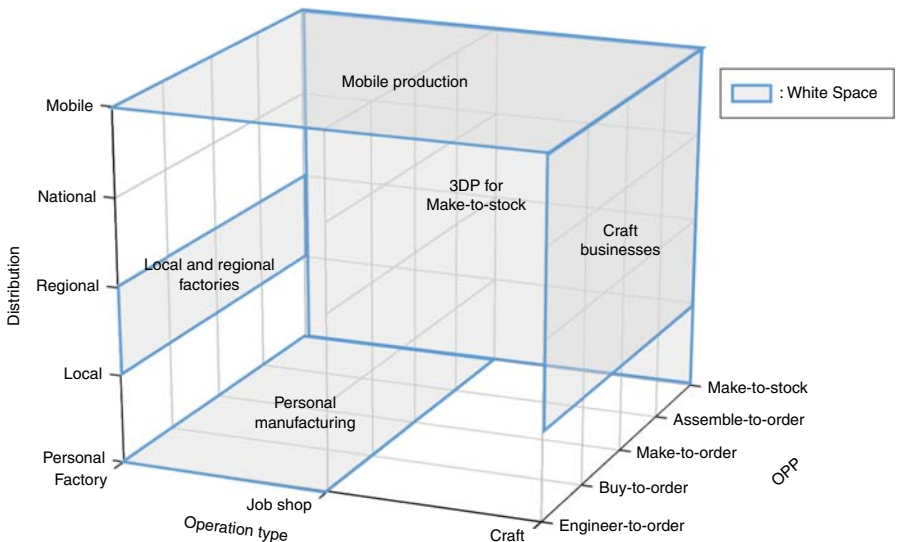 Mobile production
Mobile
: White Space
National
3DP for
Make-to-stock
Craft
businesses
Local and regional
factories
Regional
Distribution
Local
Make-to-stock
Personal
manufacturing
Assemble-to-order
Make-to-order
OPP
Personal
Factory
Buy-to-order
Job shop
Operation type
Craft
Engineer-to-order